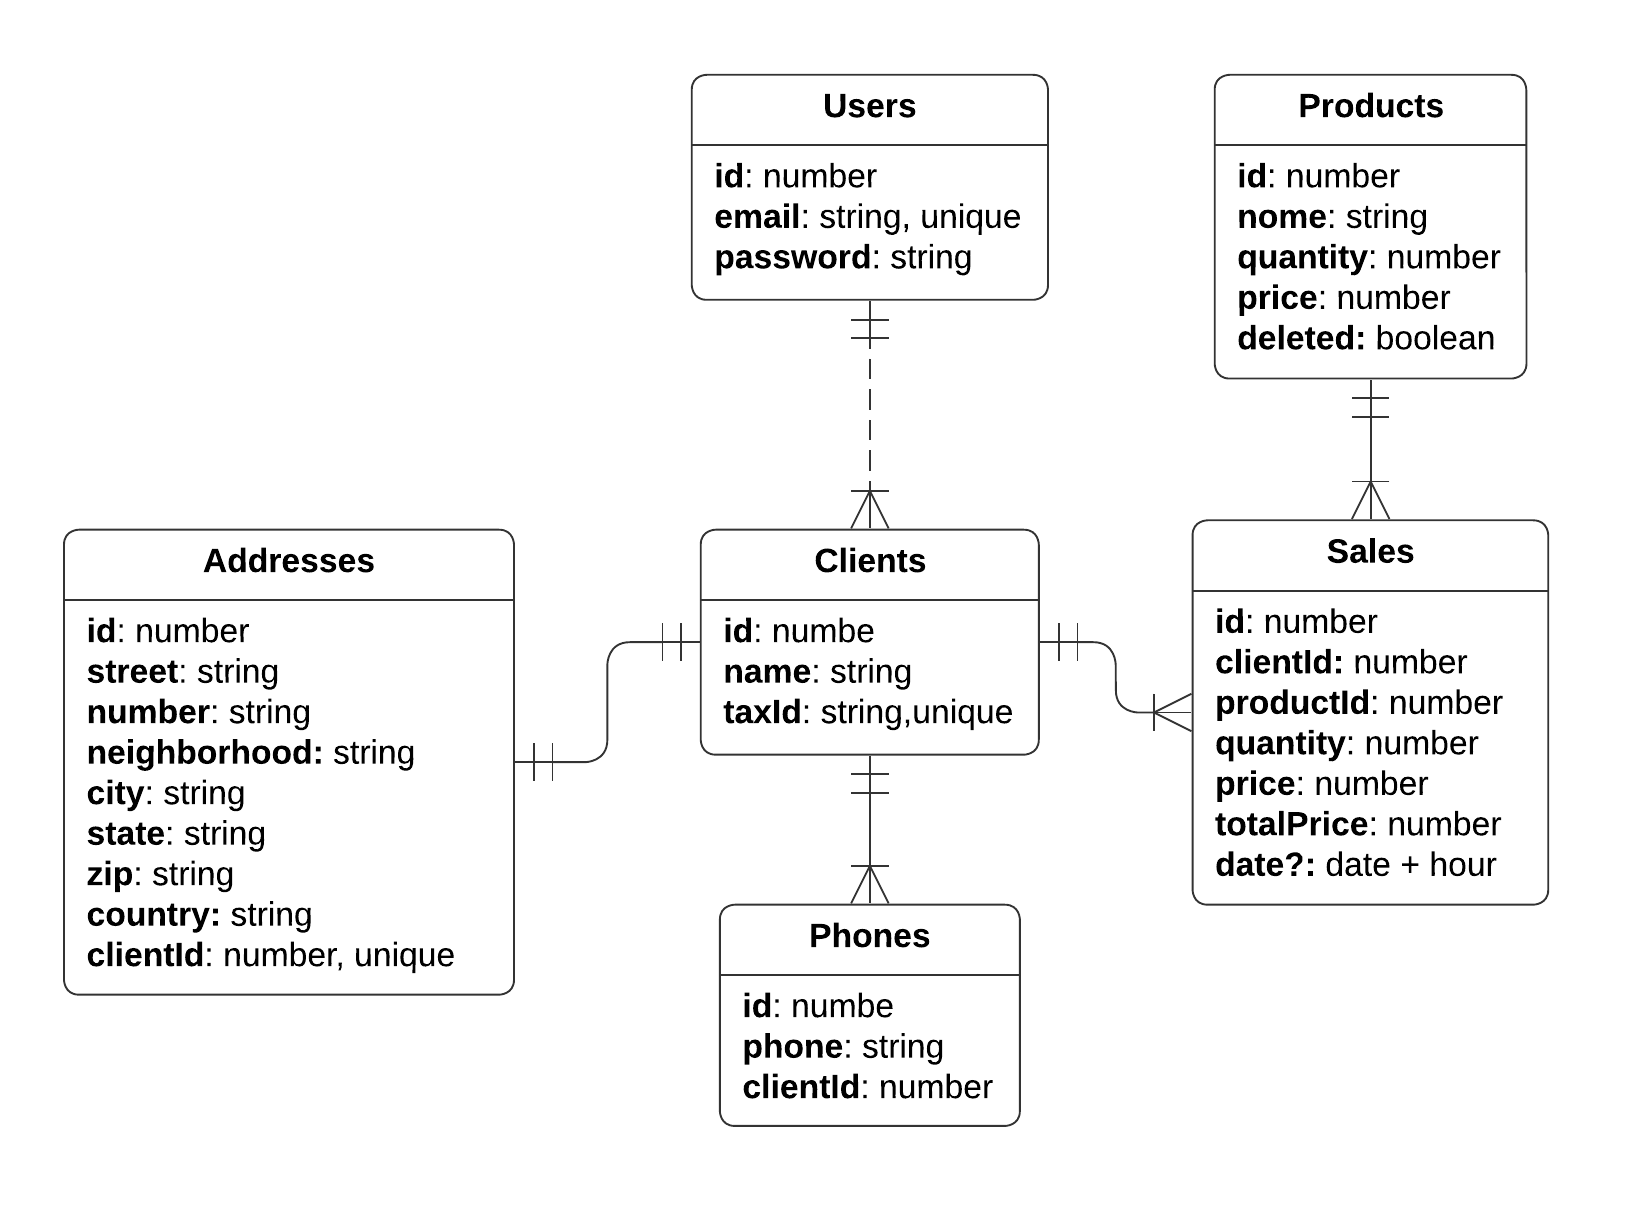 Users
id: number
email: string, unique
password: string
Products
id: number
nome: string
quantity: number
price: number
deleted: boolean
Addresses
id: number
street: string
number: string
neighborhood: string
city: string
state: string
zip: string
country: string
clientId: number, unique
Clients
id: numbe
name: string
taxId: string,unique
Sales
id: number
clientId: number
productId: number
quantity: number
price: number
totalPrice: number
date?: date + hour
Phones
id: numbe
phone: string
clientId: number